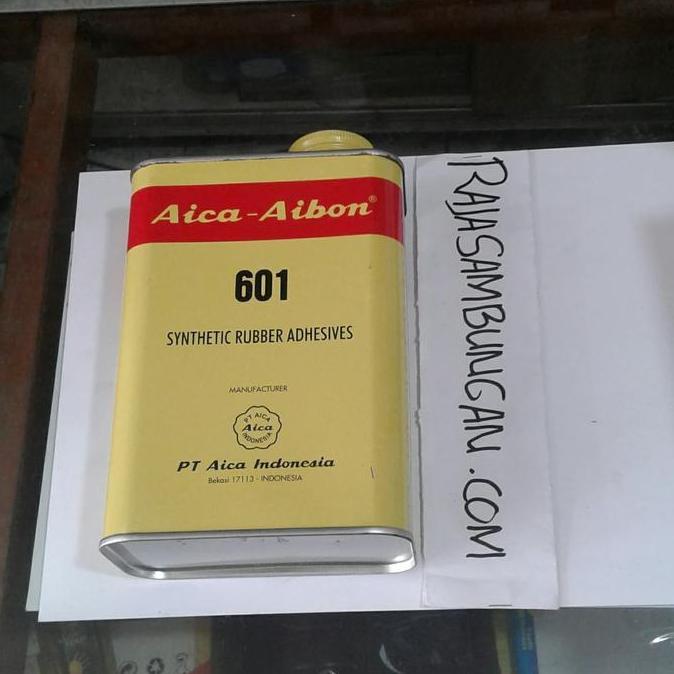 Aica-Aibon®
601
SYNTHETIC RUBBER ADHESIVES
MANUFACTURER
PT AICA
Aica
INDONESIA
PT Aica Indonesia
Bekasi 17113 - INDONESIA
RAJASAMBUNGAN.COM